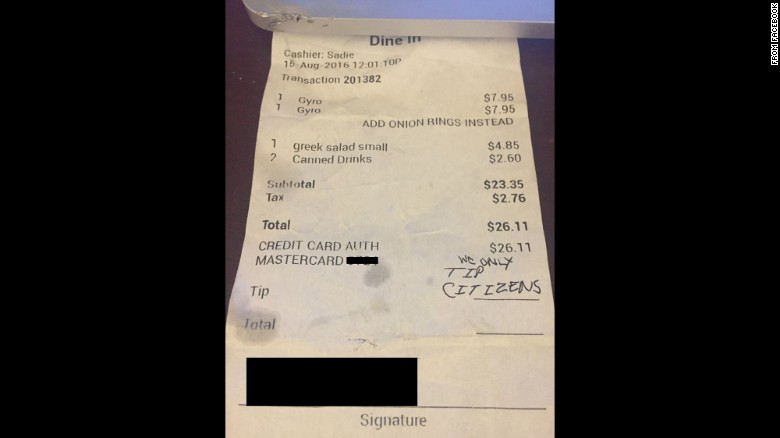 Dine In
Cashier: Sadie
15-Aug-2016 12:01:10P
Transaction 201382
1 Gyro $7.95
1 Gyro $7.95
ADD ONION RINGS INSTEAD
1 greek salad small $4.85
2 Canned Drinks $2.60
Subtotal $23.35
Tax $2.76
Total $26.11
CREDIT CARD AUTH $26.11
MASTERCARD
WE ONLY
TIP
Tip CITIZENS
Total
Signature
FROM FACEBOOK